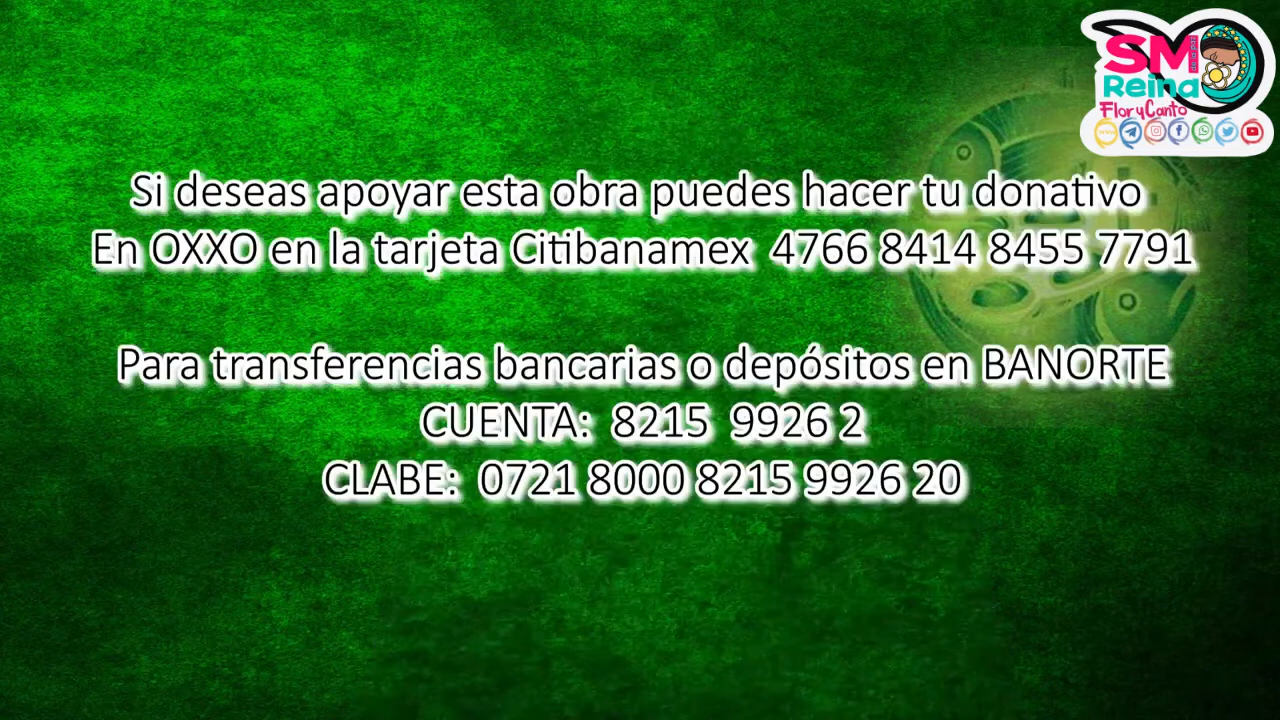 SM
Reina
Flor y Canto
Si deseas apoyar esta obra puedes hacer tu donativo
En OXXO en la tarjeta Citibanamex 4766 8414 8455 7791
Para transferencias bancarias o depósitos en BANORTE
CUENTA: 8215 9926 2
CLABE: 0721 8000 8215 9926 20